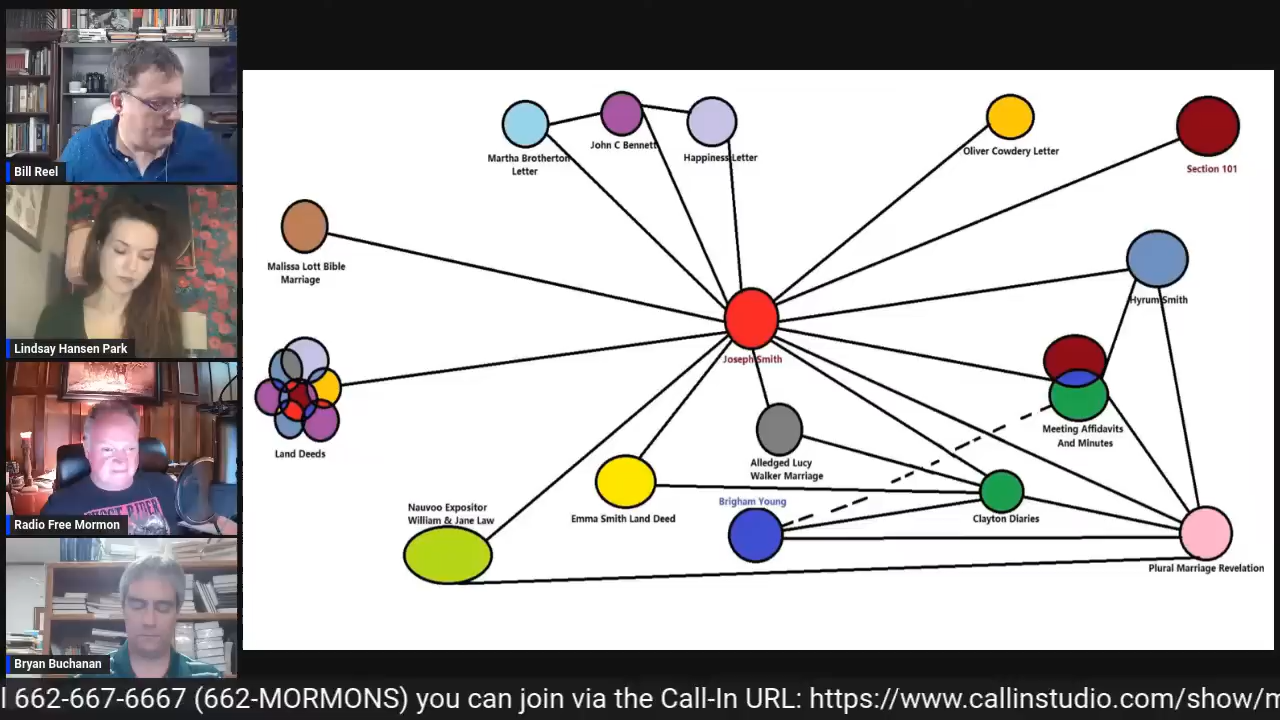 Bill Reel
Lindsay Hansen Park
Radio Free Mormon
Bryan Buchanan
Martha Brotherton
Letter
John C Bennett
Happiness Letter
Oliver Cowdery Letter
Section 101
Malissa Lott Bible
Marriage
Hyrum Smith
Joseph Smith
Land Deeds
Meeting Affidavits
And Minutes
Alledged Lucy
Walker Marriage
Brigham Young
Nauvoo Expositor
William & Jane Law
Emma Smith Land Deed
Clayton Diaries
Plural Marriage Revelation
l 662-667-6667 (662-MORMONS) you can join via the Call-In URL: https://www.callinstudio.com/show/